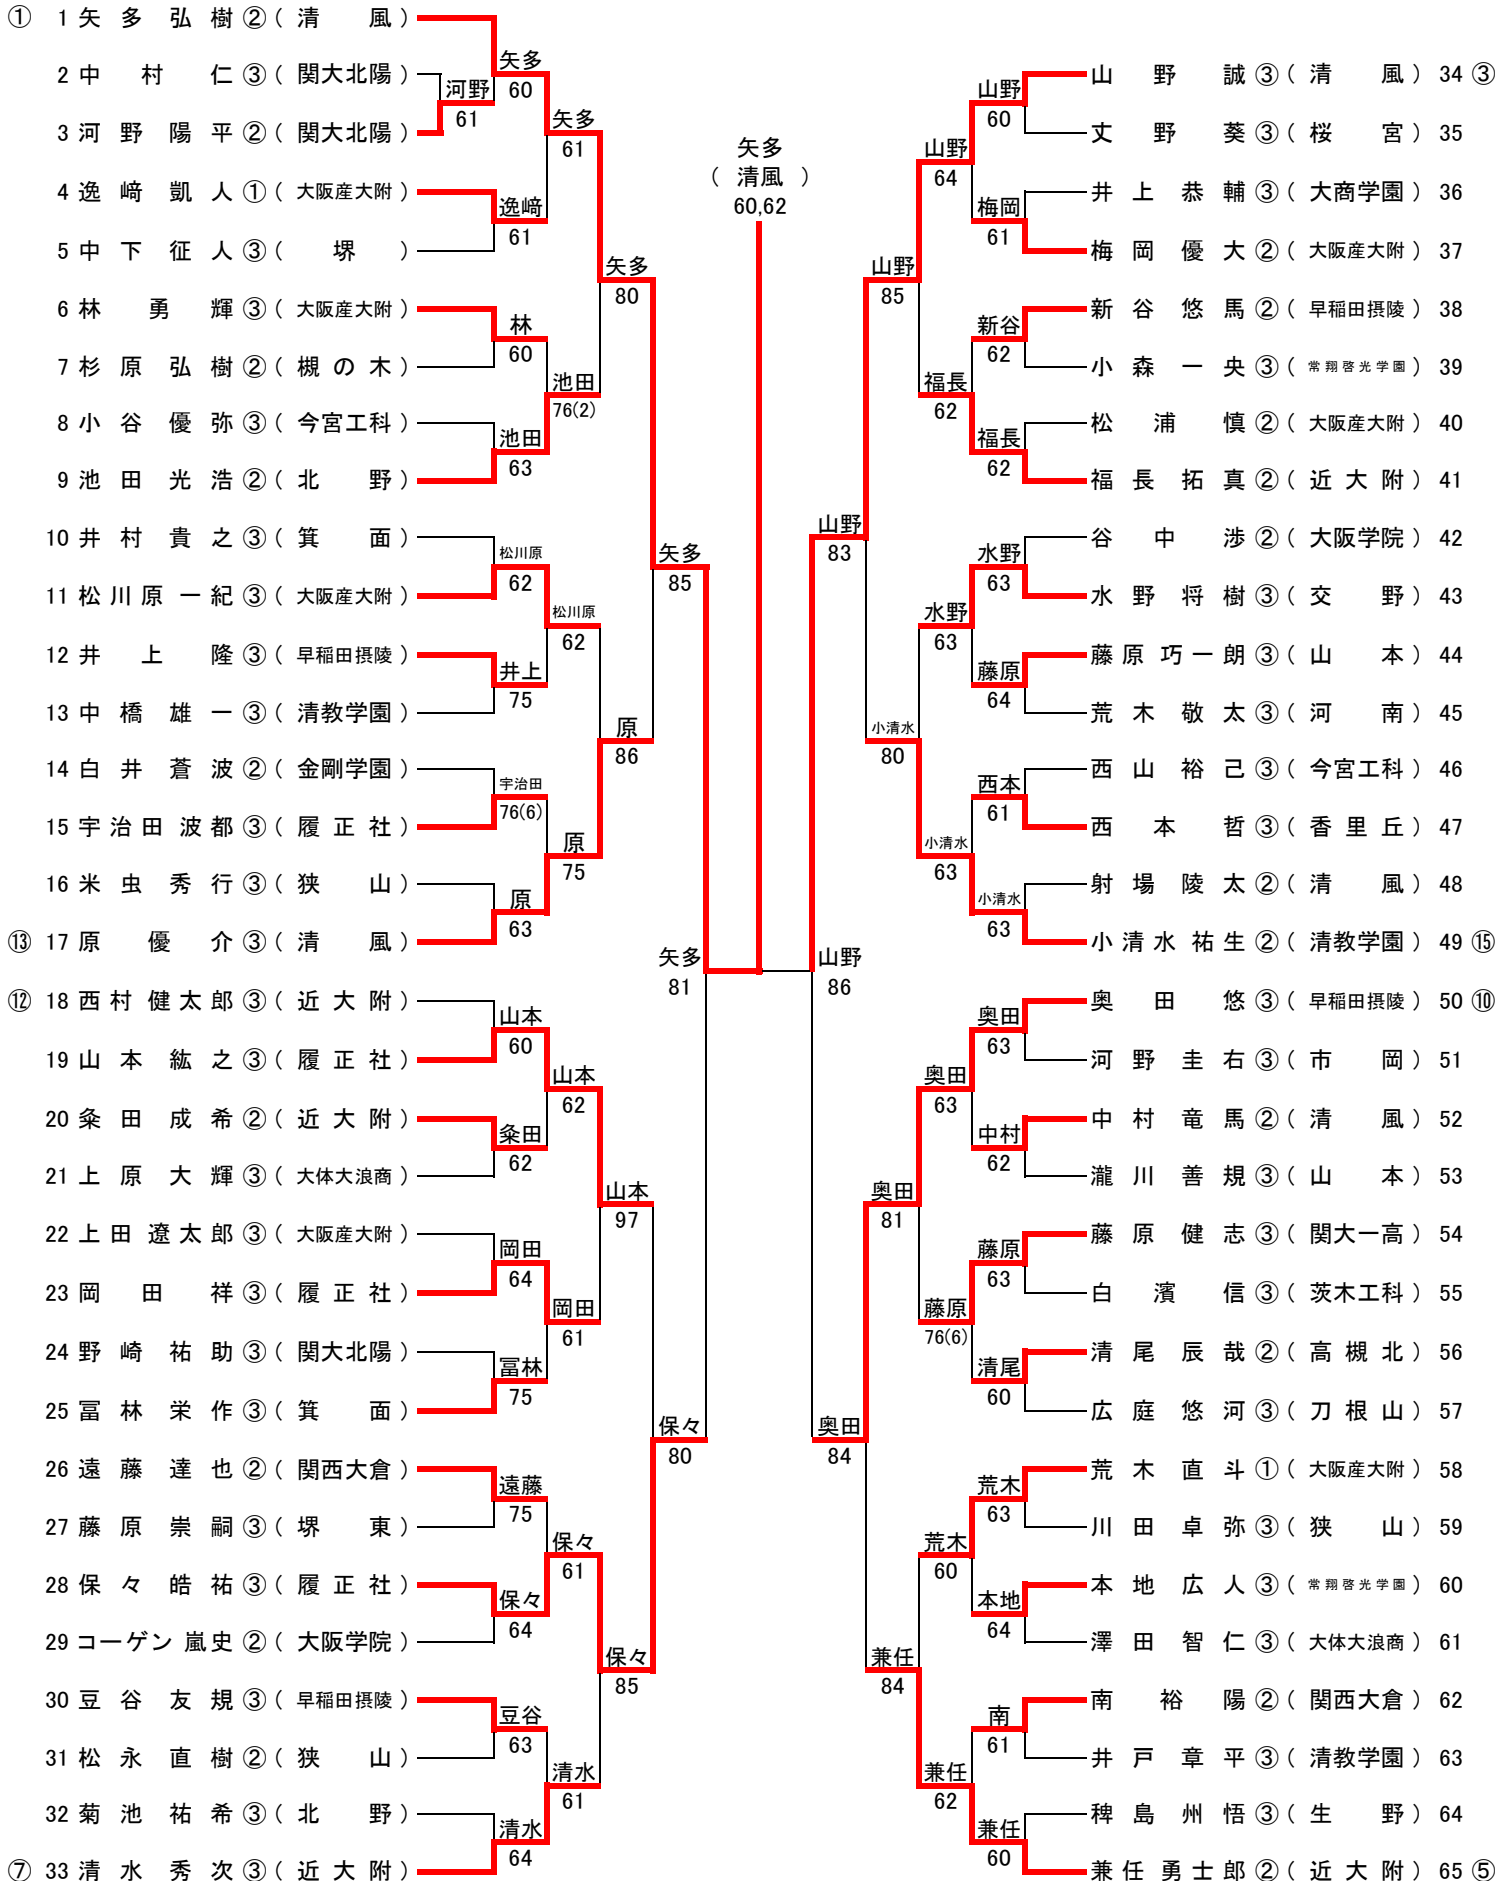 ① 1 矢多弘樹 ② ( 清風 )
2 中村仁 ③ ( 関大北陽 )
3 河野陽平 ② ( 関大北陽 )
4 逸﨑凱人 ① ( 大阪産大附 )
5 中下征人 ③ ( 堺 )
6 林勇輝 ③ ( 大阪産大附 )
7 杉原弘樹 ② ( 槻の木 )
8 小谷優弥 ③ ( 今宮工科 )
9 池田光浩 ② ( 北野 )
10 井村貴之 ③ ( 箕面 )
11 松川原一紀 ③ ( 大阪産大附 )
12 井上隆 ③ ( 早稲田摂陵 )
13 中橋雄一 ③ ( 清教学園 )
14 白井蒼波 ② ( 金剛学園 )
15 宇治田波都 ③ ( 履正社 )
16 米虫秀行 ③ ( 狭山 )
⑬ 17 原優介 ③ ( 清風 )
⑫ 18 西村健太郎 ③ ( 近大附 )
19 山本紘之 ③ ( 履正社 )
20 粂田成希 ② ( 近大附 )
21 上原大輝 ③ ( 大体大浪商 )
22 上田遼太郎 ③ ( 大阪産大附 )
23 岡田祥 ③ ( 履正社 )
24 野崎祐助 ③ ( 関大北陽 )
25 冨林栄作 ③ ( 箕面 )
26 遠藤達也 ② ( 関西大倉 )
27 藤原崇嗣 ③ ( 堺東 )
28 保々皓祐 ③ ( 履正社 )
29 コーゲン嵐史 ② ( 大阪学院 )
30 豆谷友規 ③ ( 早稲田摂陵 )
31 松永直樹 ② ( 狭山 )
32 菊池祐希 ③ ( 北野 )
⑦ 33 清水秀次 ③ ( 近大附 )
河野
61
矢多
60
逸﨑
61
林
60
池田
63
松川原
62
井上
75
宇治田
76(6)
原
63
山本
60
粂田
62
岡田
64
冨林
75
遠藤
75
保々
64
豆谷
63
清水
64
矢多
61
池田
76(2)
松川原
62
原
75
山本
62
岡田
61
保々
61
清水
61
矢多
80
原
86
山本
97
保々
85
矢多
85
保々
80
矢多
81
矢多
( 清風 )
60,62
山野
86
山野
83
奥田
84
山野
85
小清水
80
奥田
81
兼任
84
山野
64
福長
62
水野
63
小清水
63
奥田
63
藤原
76(6)
荒木
60
兼任
62
山野
60
梅岡
61
新谷
62
福長
62
水野
63
藤原
64
西本
61
小清水
63
奥田
63
中村
62
藤原
63
清尾
60
荒木
63
本地
64
南
61
兼任
60
山野誠 ③ ( 清風 ) 34 ③
丈野葵 ③ ( 桜宮 ) 35
井上恭輔 ③ ( 大商学園 ) 36
梅岡優大 ② ( 大阪産大附 ) 37
新谷悠馬 ② ( 早稲田摂陵 ) 38
小森一央 ③ ( 常翔啓光学園 ) 39
松浦慎 ② ( 大阪産大附 ) 40
福長拓真 ② ( 近大附 ) 41
谷中渉 ② ( 大阪学院 ) 42
水野将樹 ③ ( 交野 ) 43
藤原巧一朗 ③ ( 山本 ) 44
荒木敬太 ③ ( 河南 ) 45
西山裕己 ③ ( 今宮工科 ) 46
西本哲 ③ ( 香里丘 ) 47
射場陵太 ② ( 清風 ) 48
小清水祐生 ② ( 清教学園 ) 49 ⑮
奥田悠 ③ ( 早稲田摂陵 ) 50 ⑩
河野圭右 ③ ( 市岡 ) 51
中村竜馬 ② ( 清風 ) 52
瀧川善規 ③ ( 山本 ) 53
藤原健志 ③ ( 関大一高 ) 54
白濱信 ③ ( 茨木工科 ) 55
清尾辰哉 ② ( 高槻北 ) 56
広庭悠河 ③ ( 刀根山 ) 57
荒木直斗 ① ( 大阪産大附 ) 58
川田卓弥 ③ ( 狭山 ) 59
本地広人 ③ ( 常翔啓光学園 ) 60
澤田智仁 ③ ( 大体大浪商 ) 61
南裕陽 ② ( 関西大倉 ) 62
井戸章平 ③ ( 清教学園 ) 63
稗島州悟 ③ ( 生野 ) 64
兼任勇士郎 ② ( 近大附 ) 65 ⑤